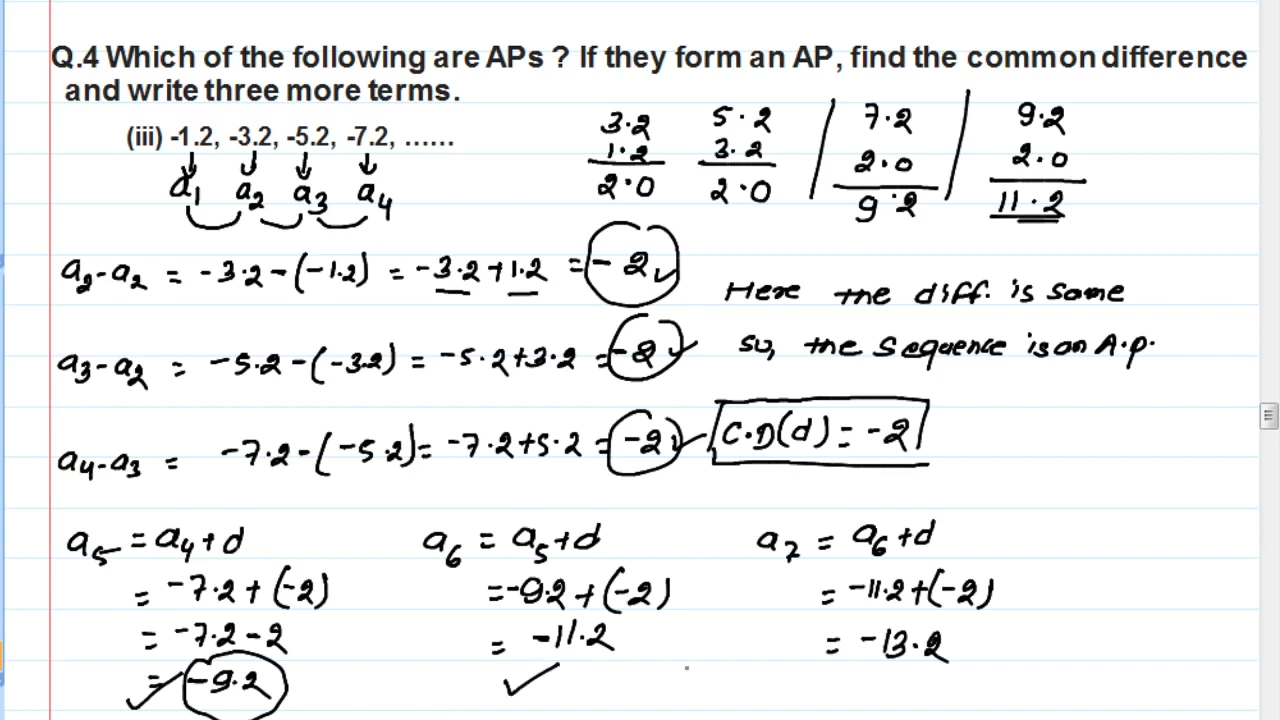 Q.4 Which of the following are APs ? If they form an AP, find the common difference
and write three more terms.
(iii) -1.2, -3.2, -5.2, -7.2, ......
a1 a2 a3 a4
3.2 5.2 7.2 9.2
1.2 3.2 2.0 2.0
2.0 2.0 9.2 11.2
a2-a2 = -3.2-(-1.2) = -3.2+1.2 = -2
Here the diff. is same
a3-a2 = -5.2-(-3.2) = -5.2+3.2 = -2
so, the sequence is an A.p.
a4-a3 = -7.2-(-5.2) = -7.2+5.2 = -2
C.D(d) = -2
a5 = a4+d
= -7.2+(-2)
= -7.2-2
= -9.2
a6 = a5+d
= -9.2+(-2)
= -11.2
a7 = a6+d
= -11.2+(-2)
= -13.2